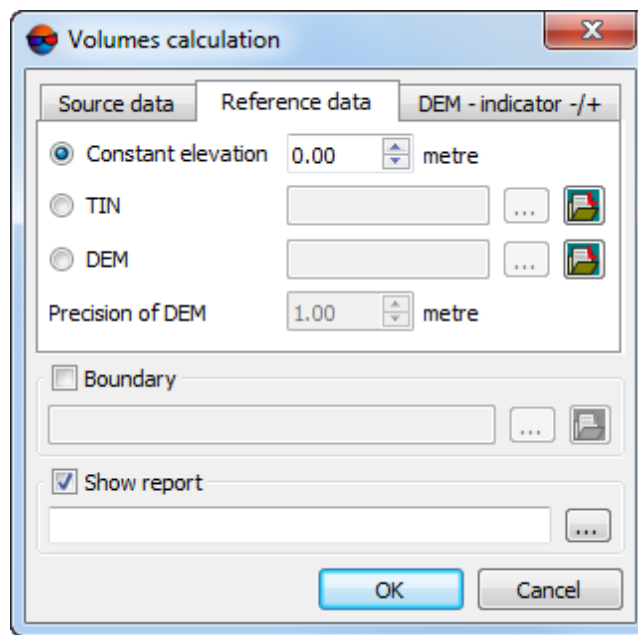 Volumes calculation
Source data Reference data DEM - indicator -/+
Constant elevation 0.00 metre
TIN ...
DEM ...
Precision of DEM 1.00 metre
Boundary
...
Show report
...
OK Cancel